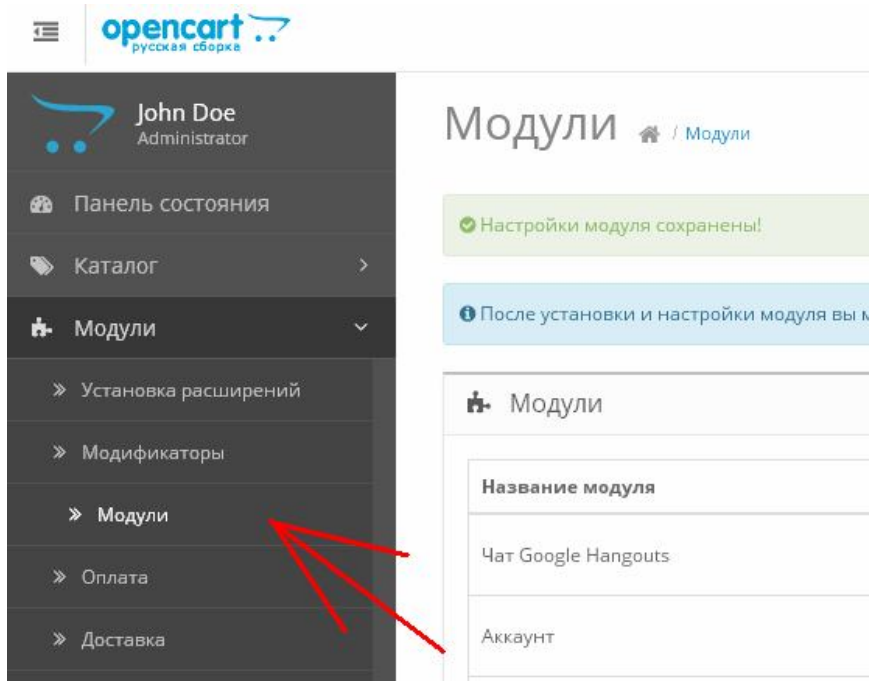 opencart
русская сборка
John Doe
Administrator
Модули / Модули
Панель состояния
Настройки модуля сохранены!
Каталог
После установки и настройки модуля вы
Модули
Установка расширений
Модули
Модификаторы
Название модуля
Модули
Чат Google Hangouts
Оплата
Аккаунт
Доставка